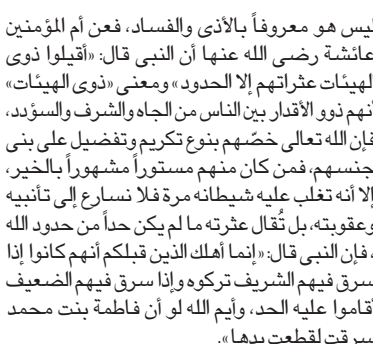 ليس هو معروفاً بالأذى والفساد، فعن أم المؤمنين
عائشة رضى الله عنها أن النبى قال: «أقيلوا ذوى
الهيئات عثراتهم إلا الحدود» ومعنى «ذوى الهيئات»
أنهم ذوو الأقدار بين الناس من الجاه والشرف والسؤدد،
فإن الله تعالى خصّهم بنوع تكريم وتفضيل على بنى
جنسهم، فمن كان منهم مستوراً مشهوراً بالخير،
إلا أنه تغلب عليه شيطانه مرة فلا نسارع إلى تأنيبه
وعقوبته، بل تُقال عثرته ما لم يكن حداً من حدود الله
، فإن النبى قال: «إنما أهلك الذين قبلكم أنهم كانوا إذا
سرق فيهم الشريف تركوه وإذا سرق فيهم الضعيف
أقاموا عليه الحد، وأيم الله لو أن فاطمة بنت محمد
سرقت لقطعت يدها».